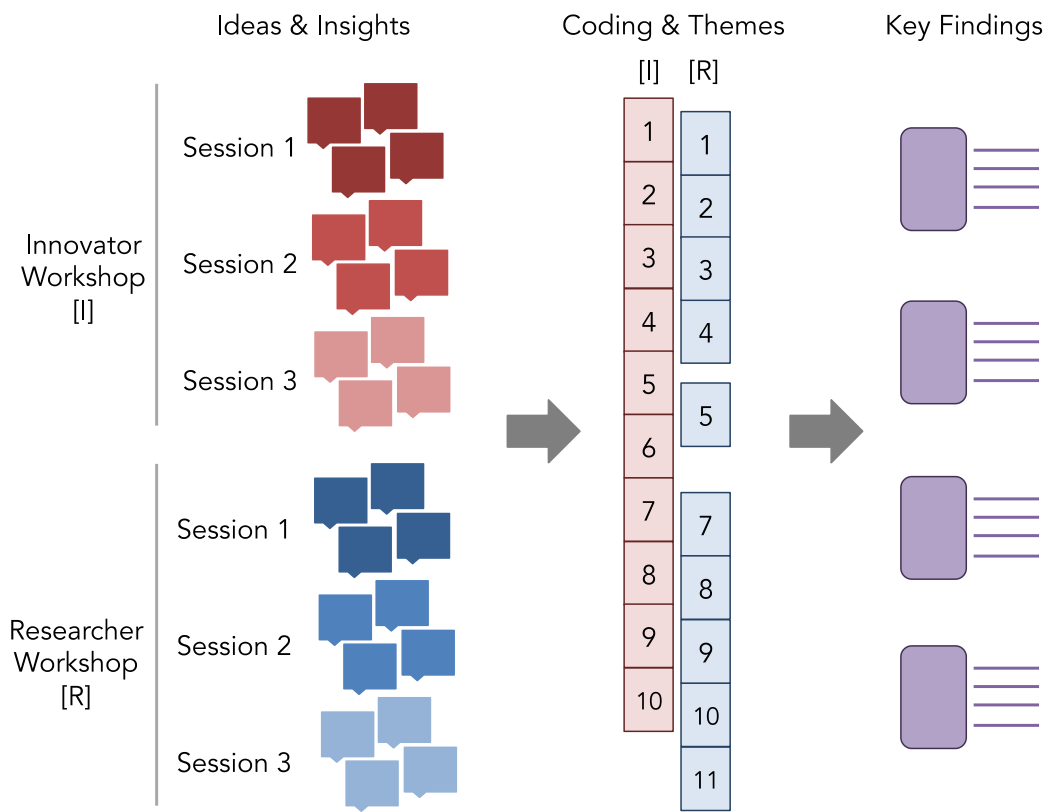 Ideas & Insights
Coding & Themes
Key Findings
[I]
[R]
Innovator
Workshop
[I]
Session 1
Session 2
Session 3
Researcher
Workshop
[R]
Session 1
Session 2
Session 3
1
2
3
4
5
6
7
8
9
10
1
2
3
4
5
7
8
9
10
11